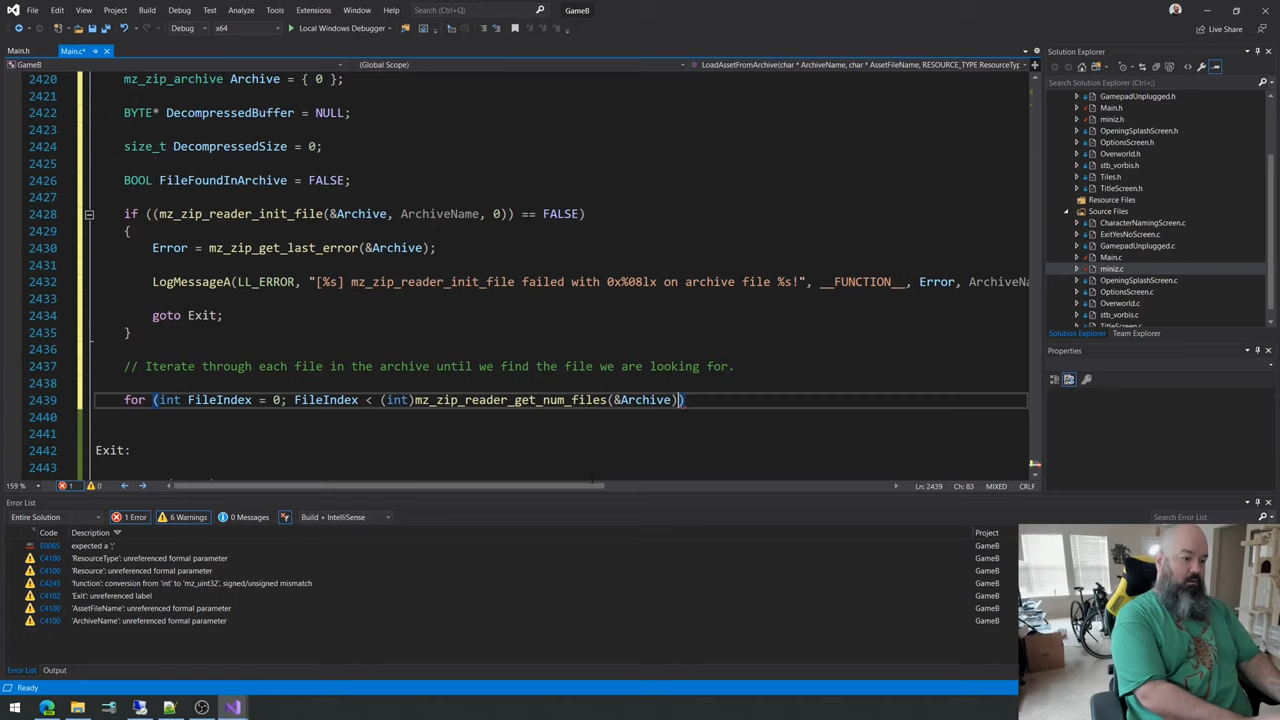 File Edit View Git Project Build Debug Test Analyze Tools Extensions Window Help Search (Ctrl+Q) GameB
Debug x64 Local Windows Debugger Live Share
Main.h Main.c*
GameB (Global Scope) LoadAssetFromArchive(char * ArchiveName, char * AssetFileName, RESOURCE_TYPE ResourceTyp
2420 mz_zip_archive Archive = { 0 };
2421
2422 BYTE* DecompressedBuffer = NULL;
2423
2424 size_t DecompressedSize = 0;
2425
2426 BOOL FileFoundInArchive = FALSE;
2427
2428 if ((mz_zip_reader_init_file(&Archive, ArchiveName, 0)) == FALSE)
2429 {
2430 Error = mz_zip_get_last_error(&Archive);
2431
2432 LogMessageA(LL_ERROR, "[%s] mz_zip_reader_init_file failed with 0x%08lx on archive file %s!", __FUNCTION__, Error, ArchiveNa
2433
2434 goto Exit;
2435 }
2436
2437 // Iterate through each file in the archive until we find the file we are looking for.
2438
2439 for (int FileIndex = 0; FileIndex < (int)mz_zip_reader_get_num_files(&Archive))
2440
2441
2442 Exit:
2443
159 % 1 0 Ln: 2439 Ch: 83 MIXED CRLF
Solution Explorer
Search Solution Explorer (Ctrl+;)
GamepadUnplugged.h
Main.h
miniz.h
OpeningSplashScreen.h
OptionsScreen.h
Overworld.h
stb_vorbis.h
Tiles.h
TitleScreen.h
Resource Files
Source Files
CharacterNamingScreen.c
ExitYesNoScreen.c
GamepadUnplugged.c
Main.c
miniz.c
OpeningSplashScreen.c
OptionsScreen.c
Overworld.c
stb_vorbis.c
TitleScreen.c
Solution Explorer Team Explorer
Properties
Error List
Entire Solution 1 Error 6 Warnings 0 Messages Build + IntelliSense Search Error List
Code Description Project
E0065 expected a ';' GameB
C4100 'ResourceType': unreferenced formal parameter GameB
C4100 'Resource': unreferenced formal parameter GameB
C4245 'function': conversion from 'int' to 'mz_uint32', signed/unsigned mismatch GameB
C4102 'Exit': unreferenced label GameB
C4100 'AssetFileName': unreferenced formal parameter GameB
C4100 'ArchiveName': unreferenced formal parameter GameB
Error List Output
Ready